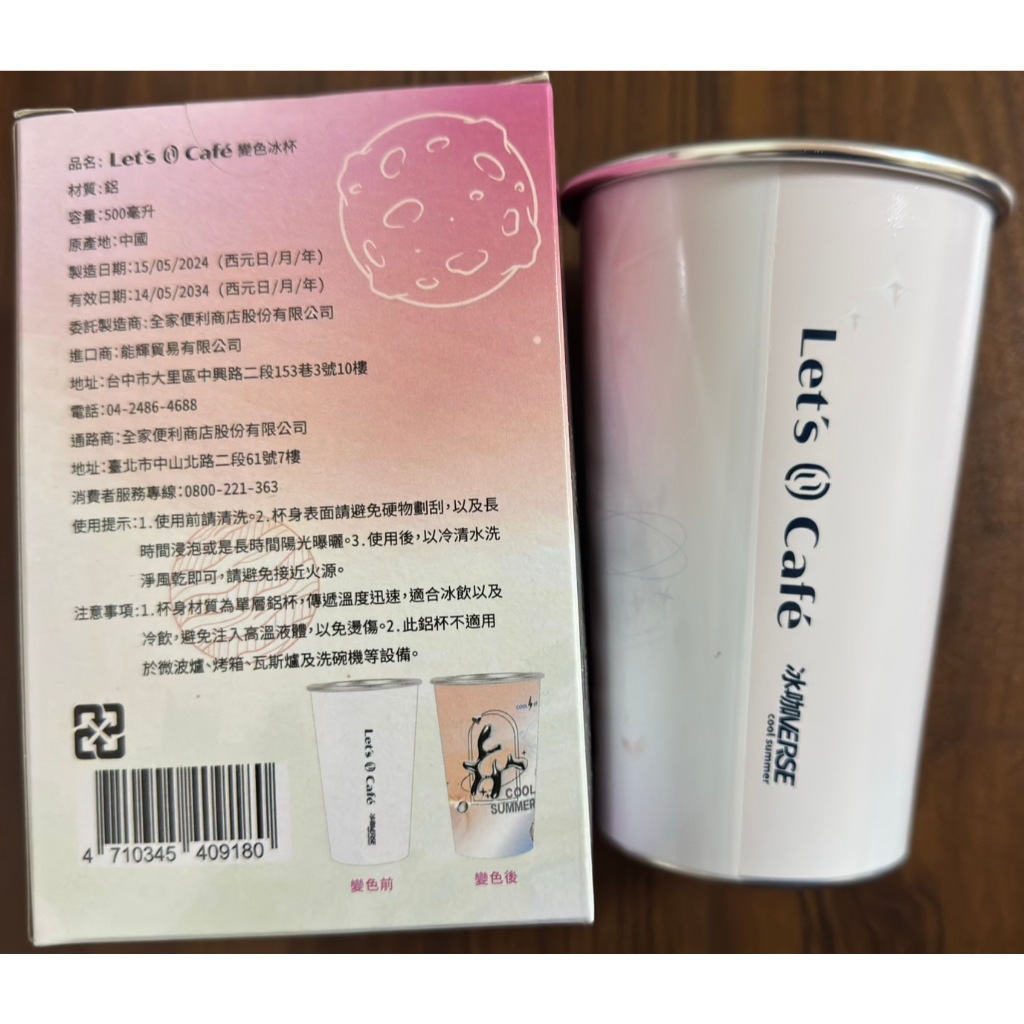 品名：Let's Café 變色冰杯
材質：鋁
容量：500毫升
原產地：中國
製造日期：15/05/2024（西元日/月/年）
有效日期：14/05/2034（西元日/月/年）
委託製造商：全家便利商店股份有限公司
進口商：能輝貿易有限公司
地址：台中市大里區中興路二段153巷3號10樓
電話：04-2486-4688
通路商：全家便利商店股份有限公司
地址：臺北市中山北路二段61號7樓
消費者服務專線：0800-221-363
使用提示：1.使用前請清洗。2.杯身表面請避免硬物劃刮，以及長
時間浸泡或是長時間陽光曝曬。3.使用後，以冷清水洗
淨風乾即可，請避免接近火源。
注意事項：1.杯身材質為單層鋁杯，傳遞溫度迅速，適合冰飲以及
冷飲，避免注入高溫液體，以免燙傷。2.此鋁杯不適用
於微波爐、烤箱、瓦斯爐及洗碗機等設備。
4 710345 409180
Let's Café
冰咖VERSE
變色前
COOL
SUMMER
變色後
Let's Café
冰咖VERSE
cool summer